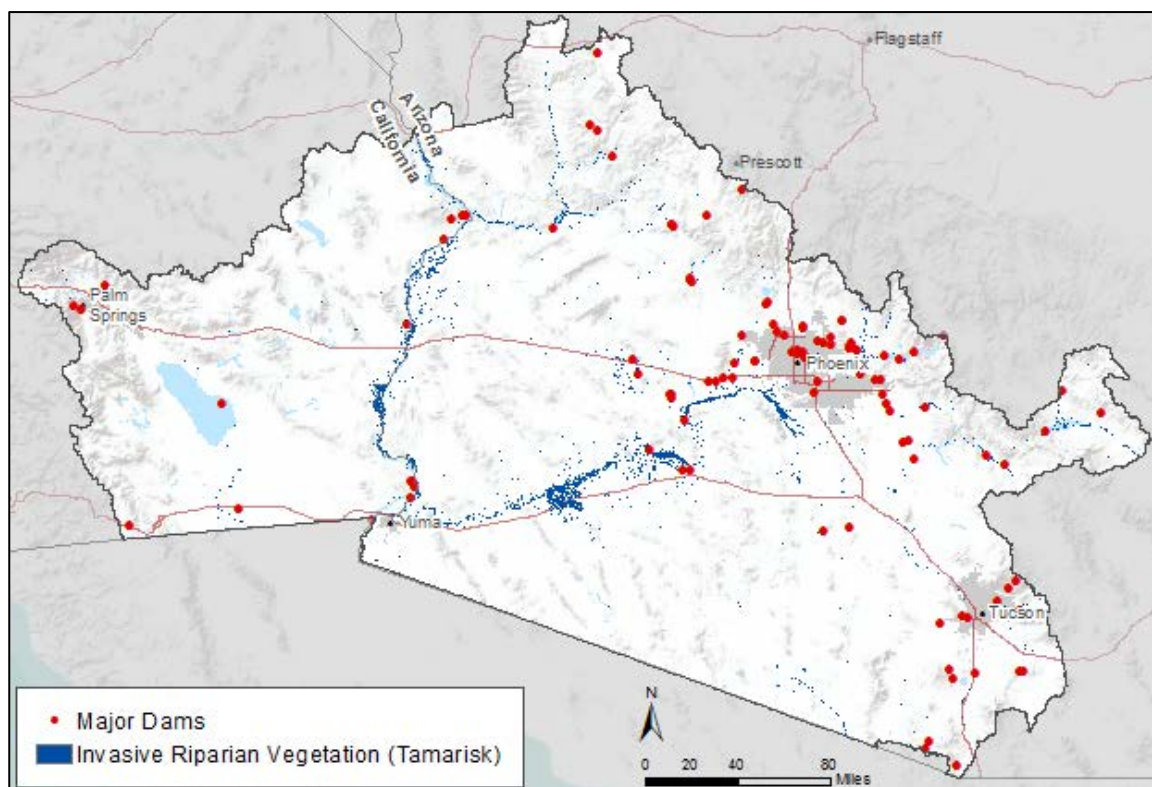 Flagstaff
Arizona
California
Prescott
Palm
Springs
Phoenix
Yuma
Tucson
Major Dams
Invasive Riparian Vegetation (Tamarisk)
N
0 20 40 80
Miles